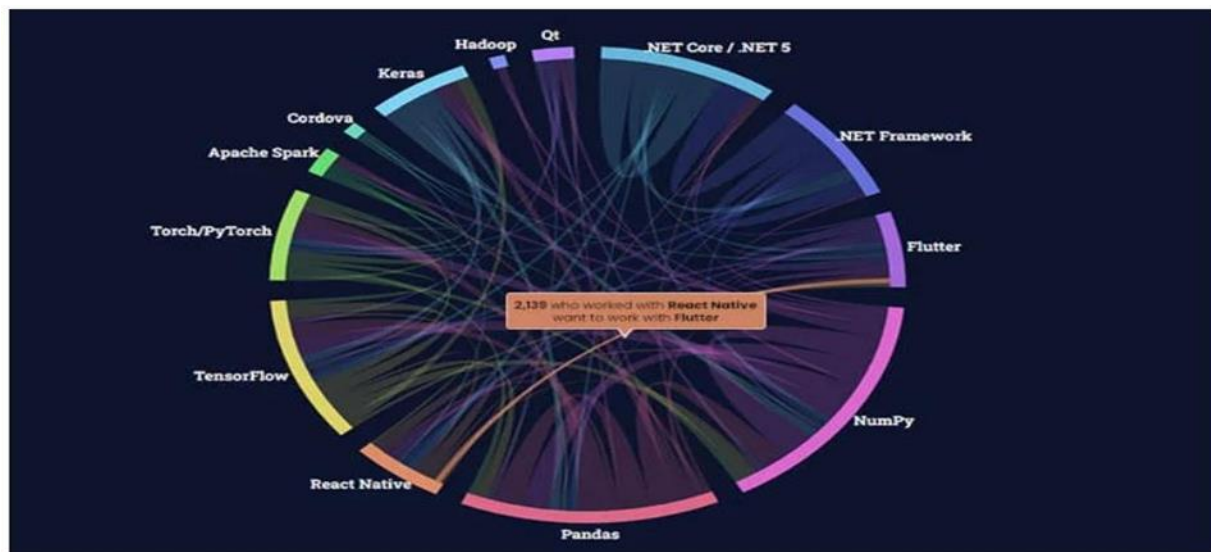 Qt
Hadoop
.NET Core / .NET 5
Keras
Cordova
.NET Framework
Apache Spark
Torch/PyTorch
Flutter
2,139 who worked with React Native
want to work with Flutter
TensorFlow
NumPy
React Native
Pandas